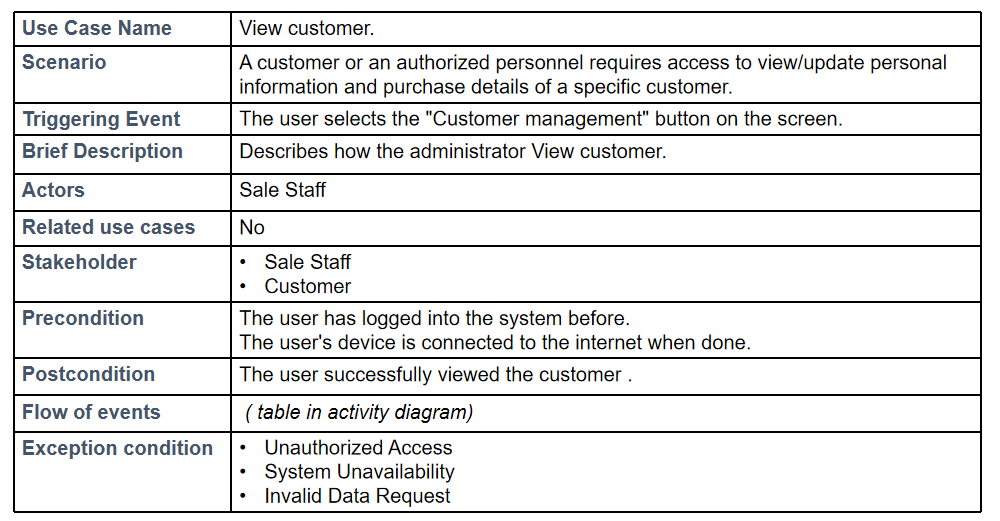 Use Case Name
View customer.
Scenario
A customer or an authorized personnel requires access to view/update personal
information and purchase details of a specific customer.
Triggering Event
The user selects the "Customer management" button on the screen.
Brief Description
Describes how the administrator View customer.
Actors
Sale Staff
Related use cases
No
Stakeholder
• Sale Staff
• Customer
Precondition
The user has logged into the system before.
The user's device is connected to the internet when done.
Postcondition
The user successfully viewed the customer .
Flow of events
( table in activity diagram)
Exception condition
• Unauthorized Access
• System Unavailability
• Invalid Data Request